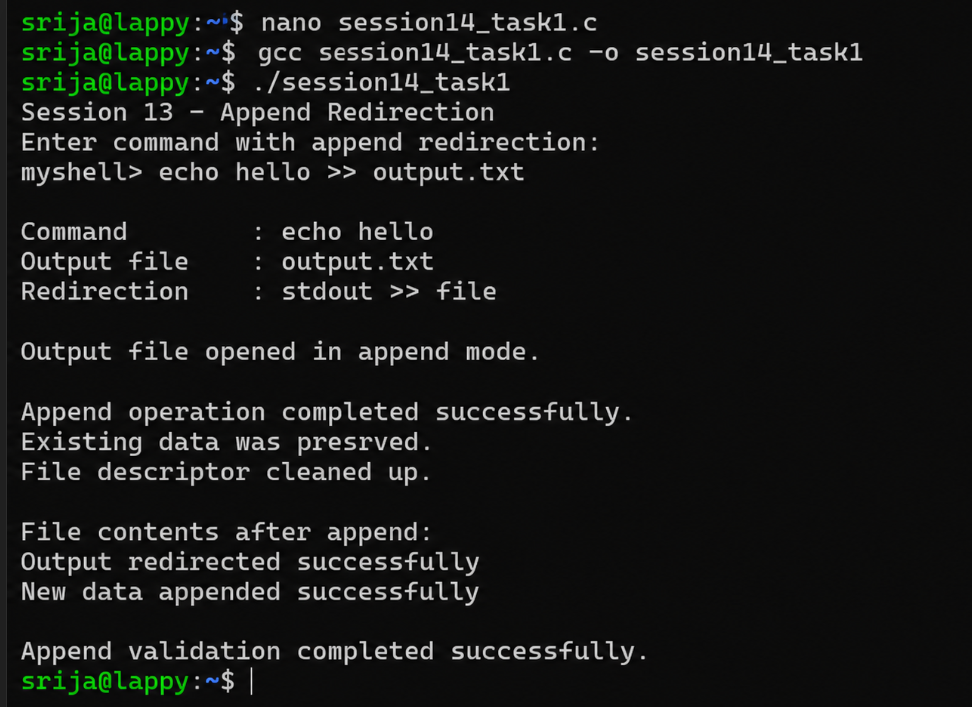 srija@lappy:~$ nano session14_task1.c
srija@lappy:~$ gcc session14_task1.c -o session14_task1
srija@lappy:~$ ./session14_task1
Session 13 - Append Redirection
Enter command with append redirection:
myshell> echo hello >> output.txt
Command : echo hello
Output file : output.txt
Redirection : stdout >> file
Output file opened in append mode.
Append operation completed successfully.
Existing data was presrved.
File descriptor cleaned up.
File contents after append:
Output redirected successfully
New data appended successfully
Append validation completed successfully.
srija@lappy:~$